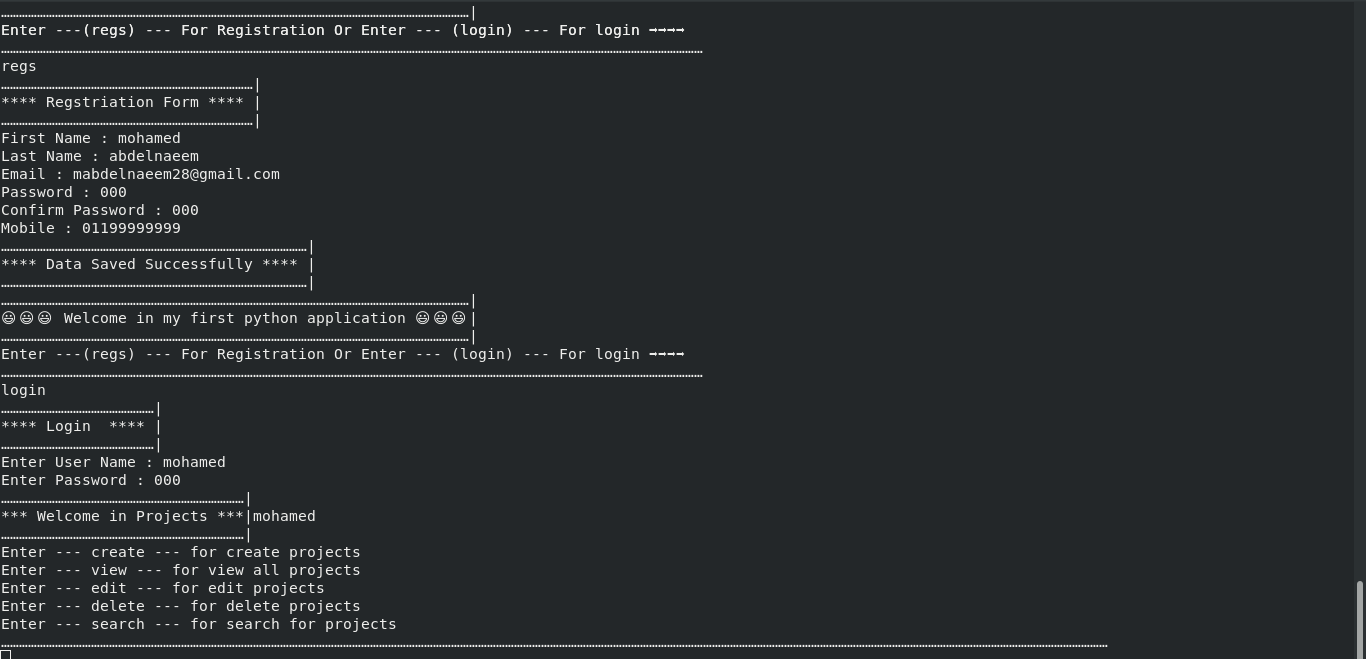 ……………………………………………………………………………………………………………………………………………|
Enter ---(regs) --- For Registration Or Enter --- (login) --- For login ➡➡➡➡
…………………………………………………………………………………………………………………………………………………………………………………………………………………
regs
…………………………………………………………………………|
**** Regstriation Form **** |
…………………………………………………………………………|
First Name : mohamed
Last Name : abdelnaeem
Email : mabdelnaeem28@gmail.com
Password : 000
Confirm Password : 000
Mobile : 01199999999
…………………………………………………………………………………………|
**** Data Saved Successfully **** |
…………………………………………………………………………………………|
……………………………………………………………………………………………………………………………………………|
😃😃😃 Welcome in my first python application 😃😃😃|
……………………………………………………………………………………………………………………………………………|
Enter ---(regs) --- For Registration Or Enter --- (login) --- For login ➡➡➡➡
…………………………………………………………………………………………………………………………………………………………………………………………………………………
login
……………………………………………|
**** Login  **** |
……………………………………………|
Enter User Name : mohamed
Enter Password : 000
………………………………………………………………………|
*** Welcome in Projects ***|mohamed
………………………………………………………………………|
Enter --- create --- for create projects
Enter --- view --- for view all projects
Enter --- edit --- for edit projects
Enter --- delete --- for delete projects
Enter --- search --- for search for projects
………………………………………………………………………………………………………………………………………………………………………………………………………………………………………………………………………………………………………………………………………………